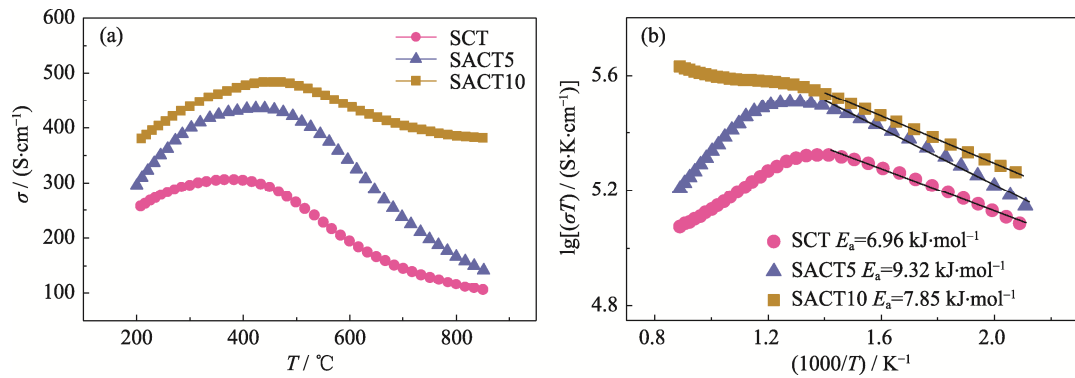 (a)
SCT
SACT5
SACT10
600
500
400
300
200
100
σ / (S·cm⁻¹)
200
400
600
800
T / ℃
(b)
5.6
5.2
4.8
lg[(σT) / (S·K·cm⁻¹)]
SCT Eₐ=6.96 kJ·mol⁻¹
SACT5 Eₐ=9.32 kJ·mol⁻¹
SACT10 Eₐ=7.85 kJ·mol⁻¹
0.8
1.2
1.6
2.0
(1000/T) / K⁻¹